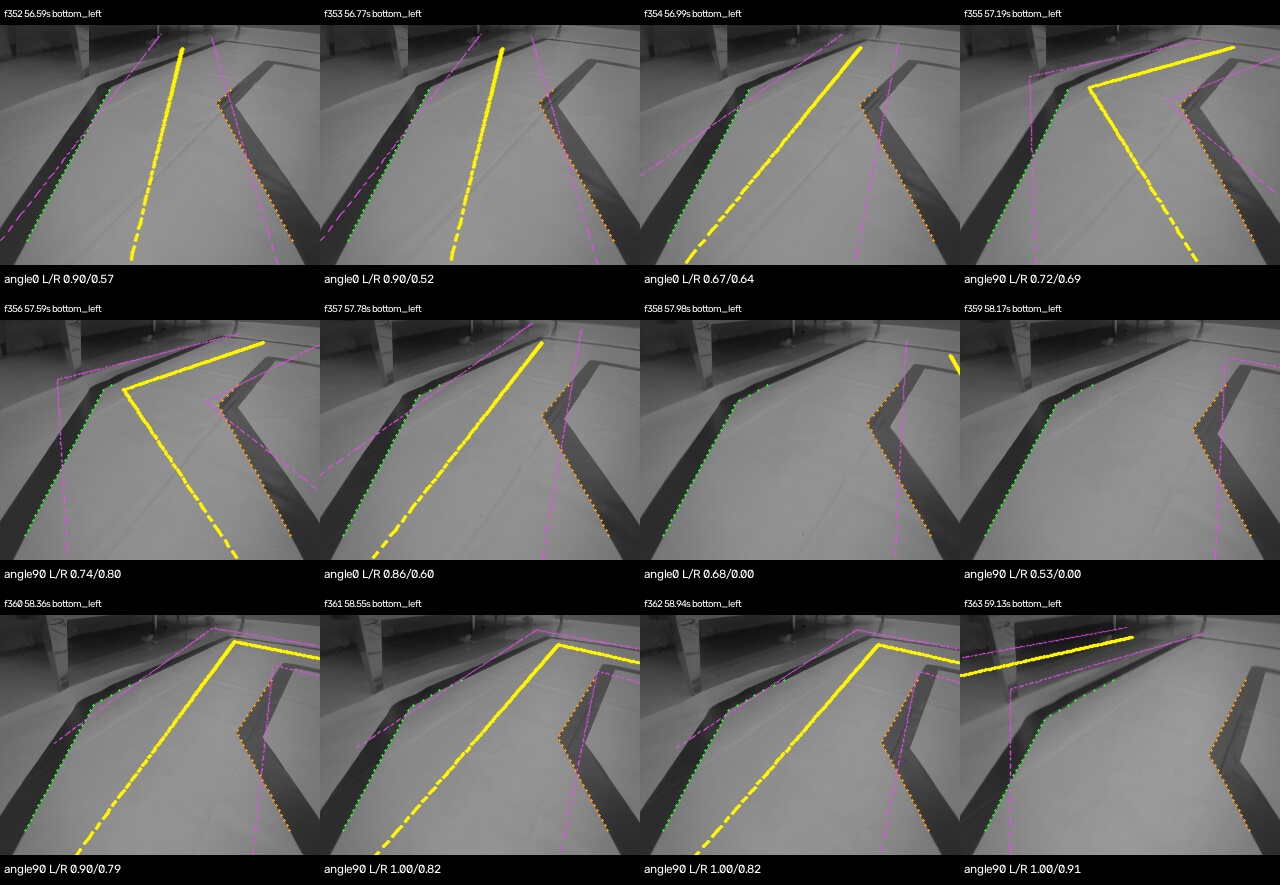 f352 56.59s bottom_left
f353 56.77s bottom_left
f354 56.99s bottom_left
f355 57.19s bottom_left
angle0 L/R 0.90/0.57
angle0 L/R 0.90/0.52
angle0 L/R 0.67/0.64
angle90 L/R 0.72/0.69
f356 57.59s bottom_left
f357 57.78s bottom_left
f358 57.98s bottom_left
f359 58.17s bottom_left
angle90 L/R 0.74/0.80
angle0 L/R 0.86/0.60
angle0 L/R 0.68/0.00
angle90 L/R 0.53/0.00
f360 58.36s bottom_left
f361 58.55s bottom_left
f362 58.94s bottom_left
f363 59.13s bottom_left
angle90 L/R 0.90/0.79
angle90 L/R 1.00/0.82
angle90 L/R 1.00/0.82
angle90 L/R 1.00/0.91